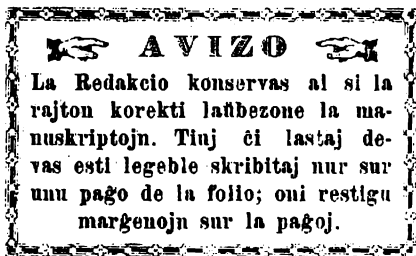 AVIZO
La Redakcio konservas al si la
rajton korekti laŭbezone la ma-
nuskriptojn. Tiuj ĉi lastaj de-
vas esti legeble skribitaj nur sur
unu paĝo de la folio; oni restigu
marĝenojn sur la paĝoj.